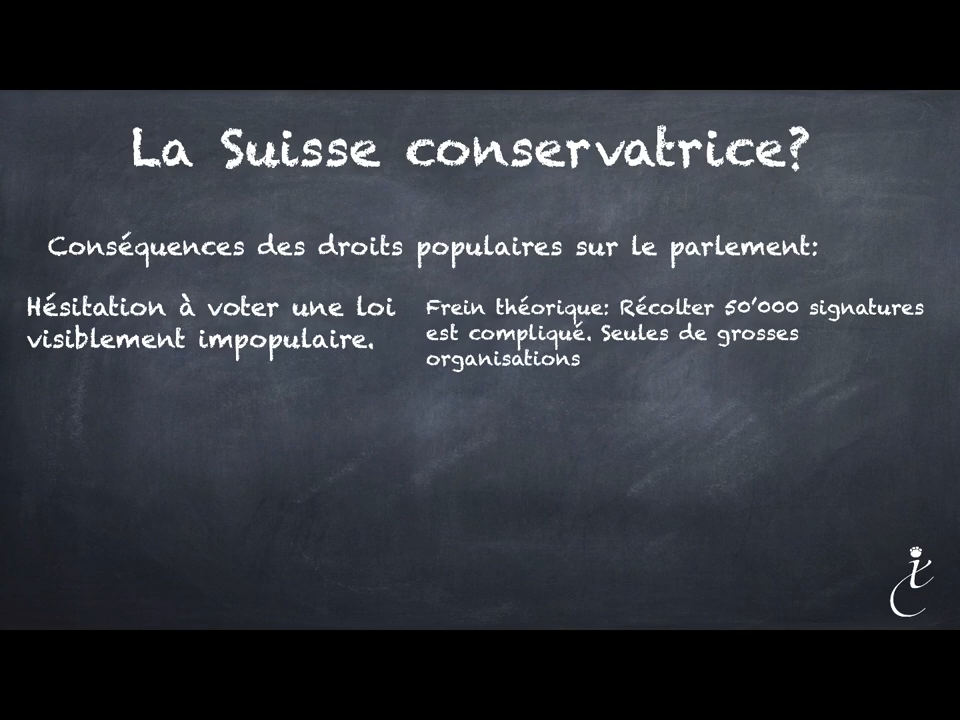 La Suisse conservatrice?
Conséquences des droits populaires sur le parlement:
Hésitation à voter une loi
visiblement impopulaire.
Frein théorique: Récolter 50'000 signatures
est compliqué. Seules de grosses
organisations